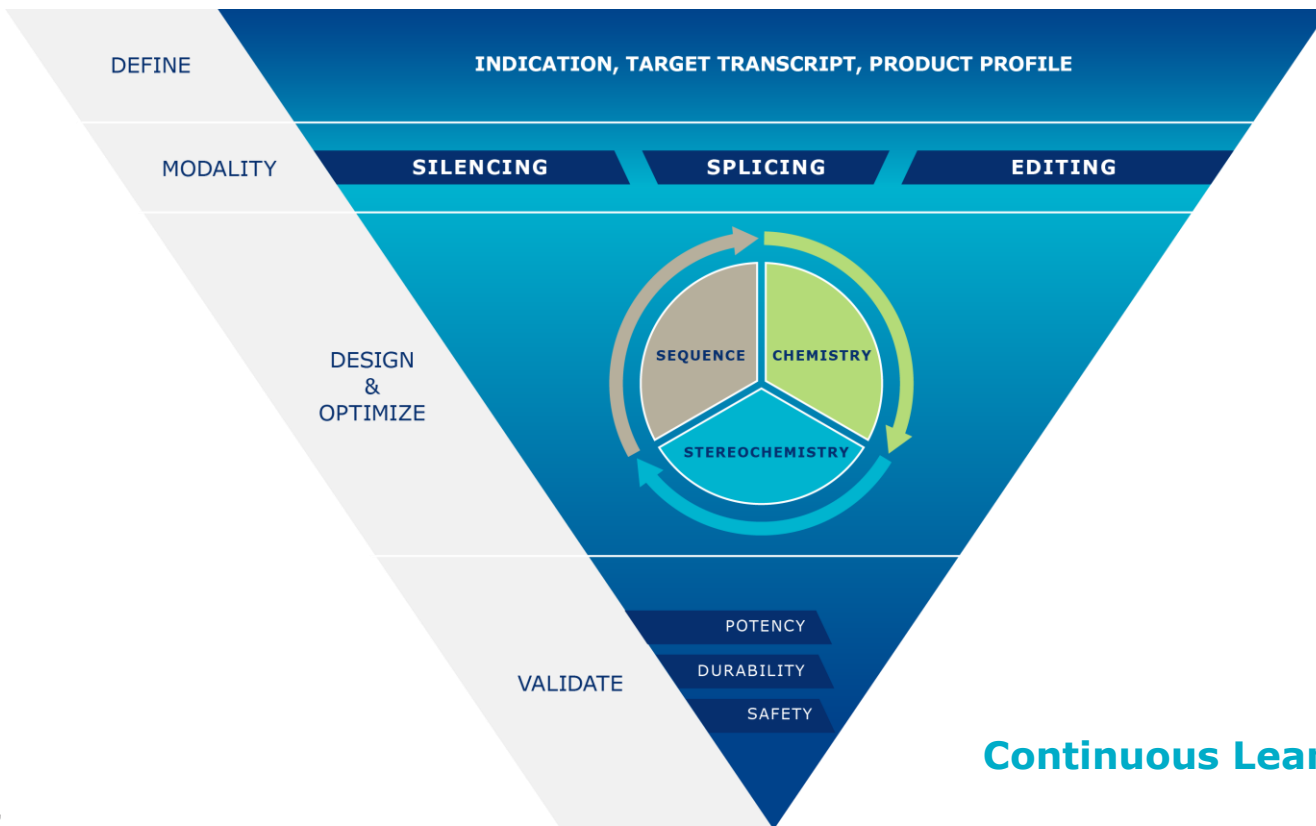 DEFINE
INDICATION, TARGET TRANSCRIPT, PRODUCT PROFILE
MODALITY
SILENCING
SPLICING
EDITING
DESIGN
&
OPTIMIZE
SEQUENCE
CHEMISTRY
STEREOCHEMISTRY
VALIDATE
POTENCY
DURABILITY
SAFETY
Continuous